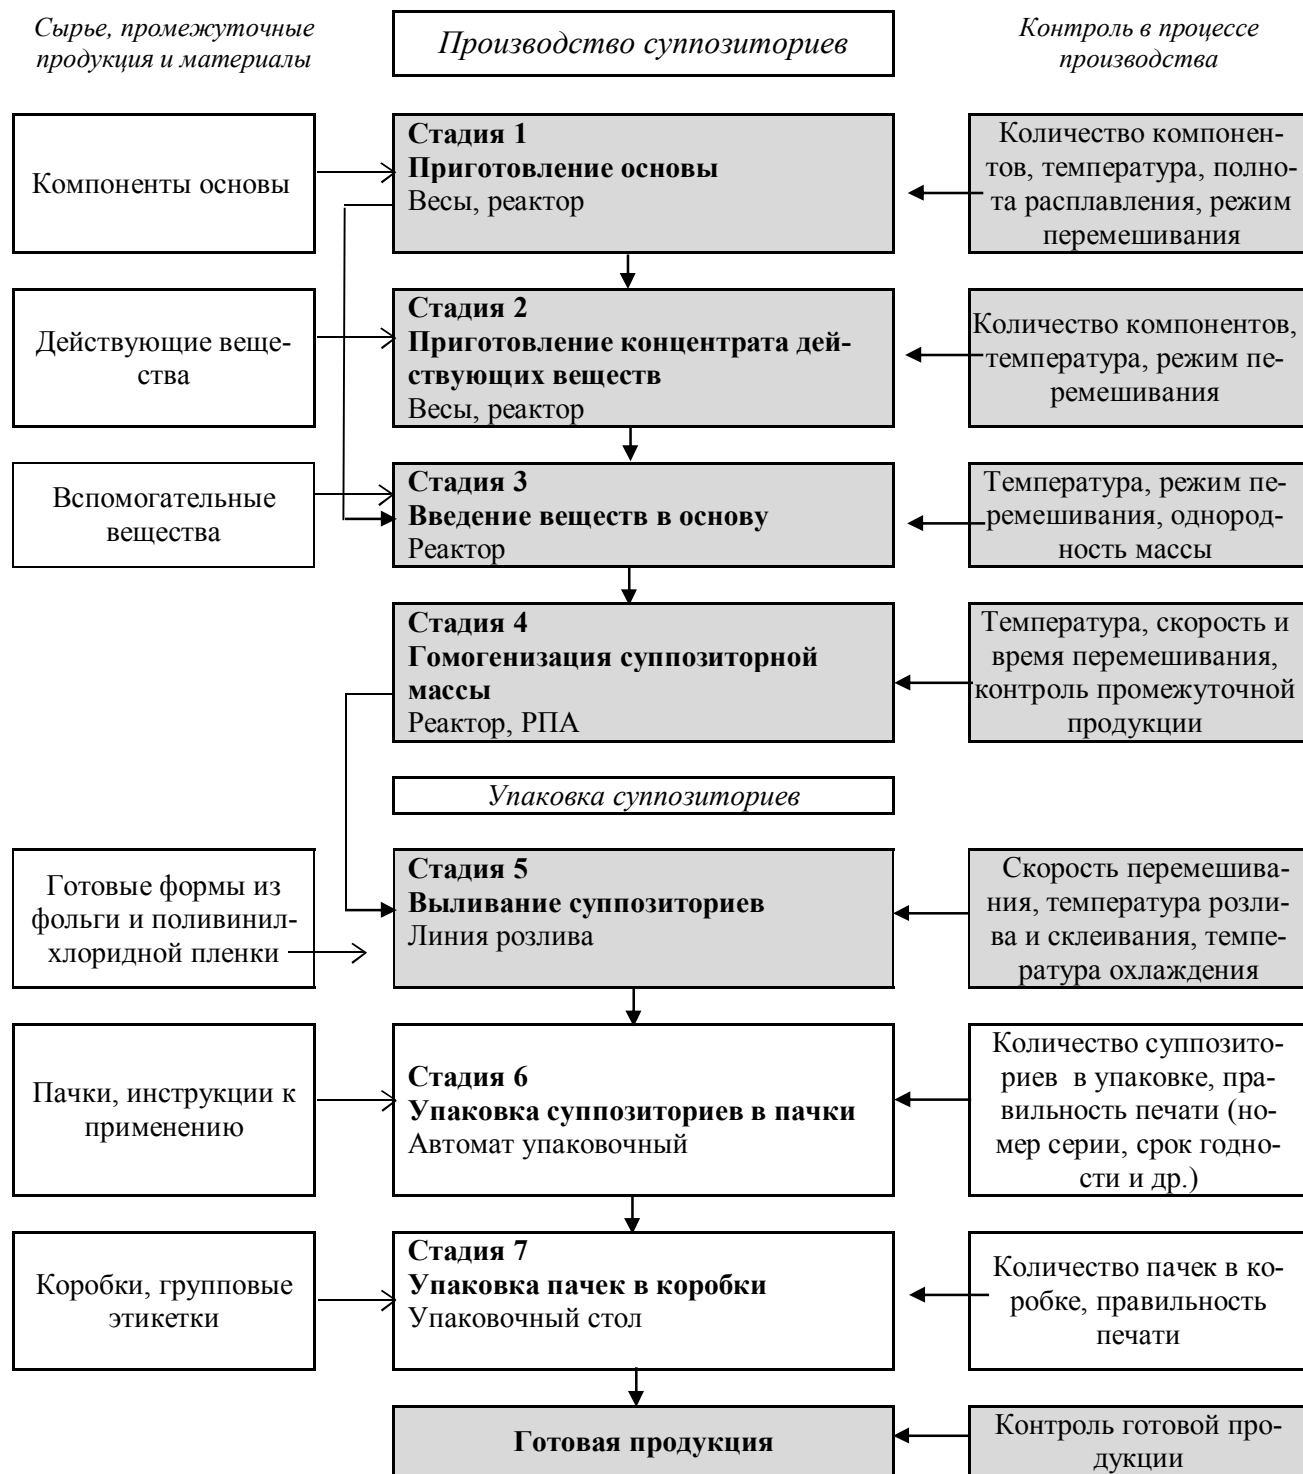 Сырье, промежуточные
продукция и материалы
Производство суппозиториев
Контроль в процессе
производства
Компоненты основы
Стадия 1
Приготовление основы
Весы, реактор
Количество компонен-
тов, температура, полно-
та расплавления, режим
перемешивания
Действующие веще-
ства
Стадия 2
Приготовление концентрата дей-
ствующих веществ
Весы, реактор
Количество компонентов,
температура, режим пе-
ремешивания
Вспомогательные
вещества
Стадия 3
Введение веществ в основу
Реактор
Температура, режим пе-
ремешивания, однород-
ность массы
Стадия 4
Гомогенизация суппозиторной
массы
Реактор, РПА
Температура, скорость и
время перемешивания,
контроль промежуточной
продукции
Упаковка суппозиториев
Готовые формы из
фольги и поливинил-
хлоридной пленки
Стадия 5
Выливание суппозиториев
Линия розлива
Скорость перемешива-
ния, температура розли-
ва и склеивания, темпе-
ратура охлаждения
Пачки, инструкции к
применению
Стадия 6
Упаковка суппозиториев в пачки
Автомат упаковочный
Количество суппозито-
риев в упаковке, пра-
вильность печати (но-
мер серии, срок годно-
сти и др.)
Коробки, групповые
этикетки
Стадия 7
Упаковка пачек в коробки
Упаковочный стол
Количество пачек в ко-
робке, правильность
печати
Готовая продукция
Контроль готовой про-
дукции